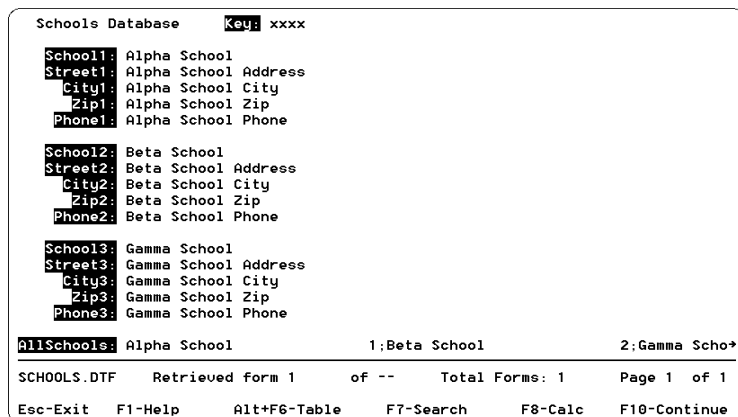 Schools Database Key: xxxx
School1: Alpha School
Street1: Alpha School Address
City1: Alpha School City
Zip1: Alpha School Zip
Phone1: Alpha School Phone
School2: Beta School
Street2: Beta School Address
City2: Beta School City
Zip2: Beta School Zip
Phone2: Beta School Phone
School3: Gamma School
Street3: Gamma School Address
City3: Gamma School City
Zip3: Gamma School Zip
Phone3: Gamma School Phone
AllSchools: Alpha School 1;Beta School 2;Gamma Scho→
SCHOOLS.DTF Retrieved form 1 of -- Total Forms: 1 Page 1 of 1
Esc-Exit F1-Help Alt+F6-Table F7-Search F8-Calc F10-Continue